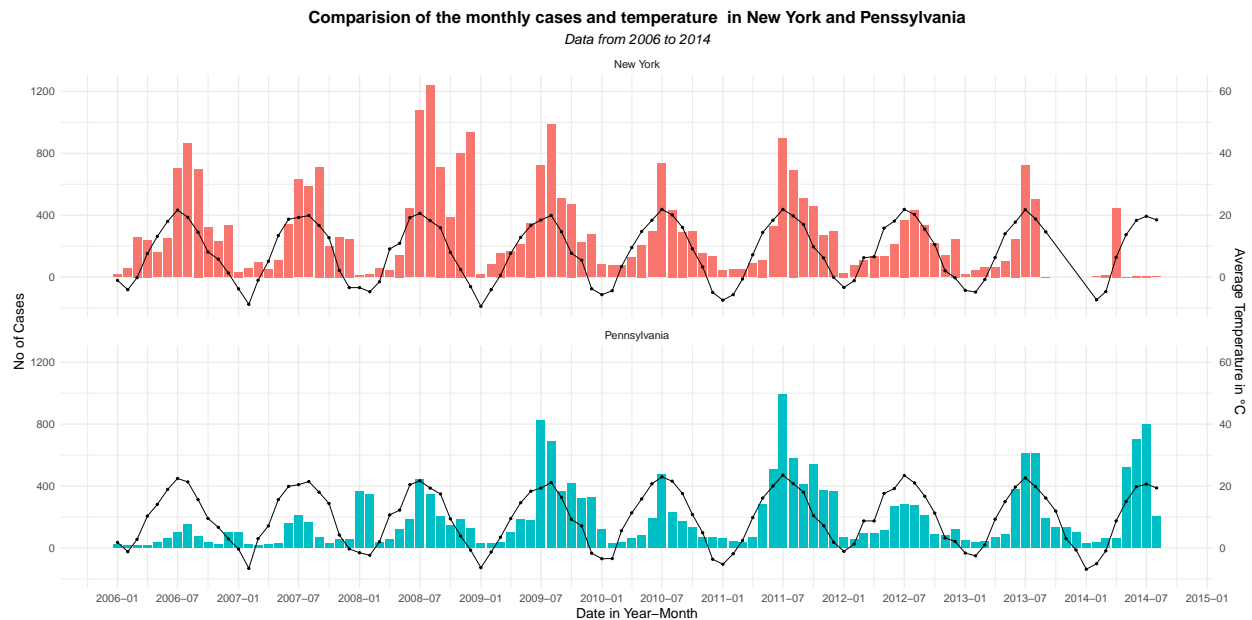 Comparision of the monthly cases and temperature  in New York and Penssylvania
Data from 2006 to 2014
New York
1200
800
400
0
60
40
20
0
Pennsylvania
1200
800
400
0
60
40
20
0
No of Cases
Average Temperature in °C
2006–01 2006–07 2007–01 2007–07 2008–01 2008–07 2009–01 2009–07 2010–01 2010–07 2011–01 2011–07 2012–01 2012–07 2013–01 2013–07 2014–01 2014–07 2015–01
Date in Year–Month